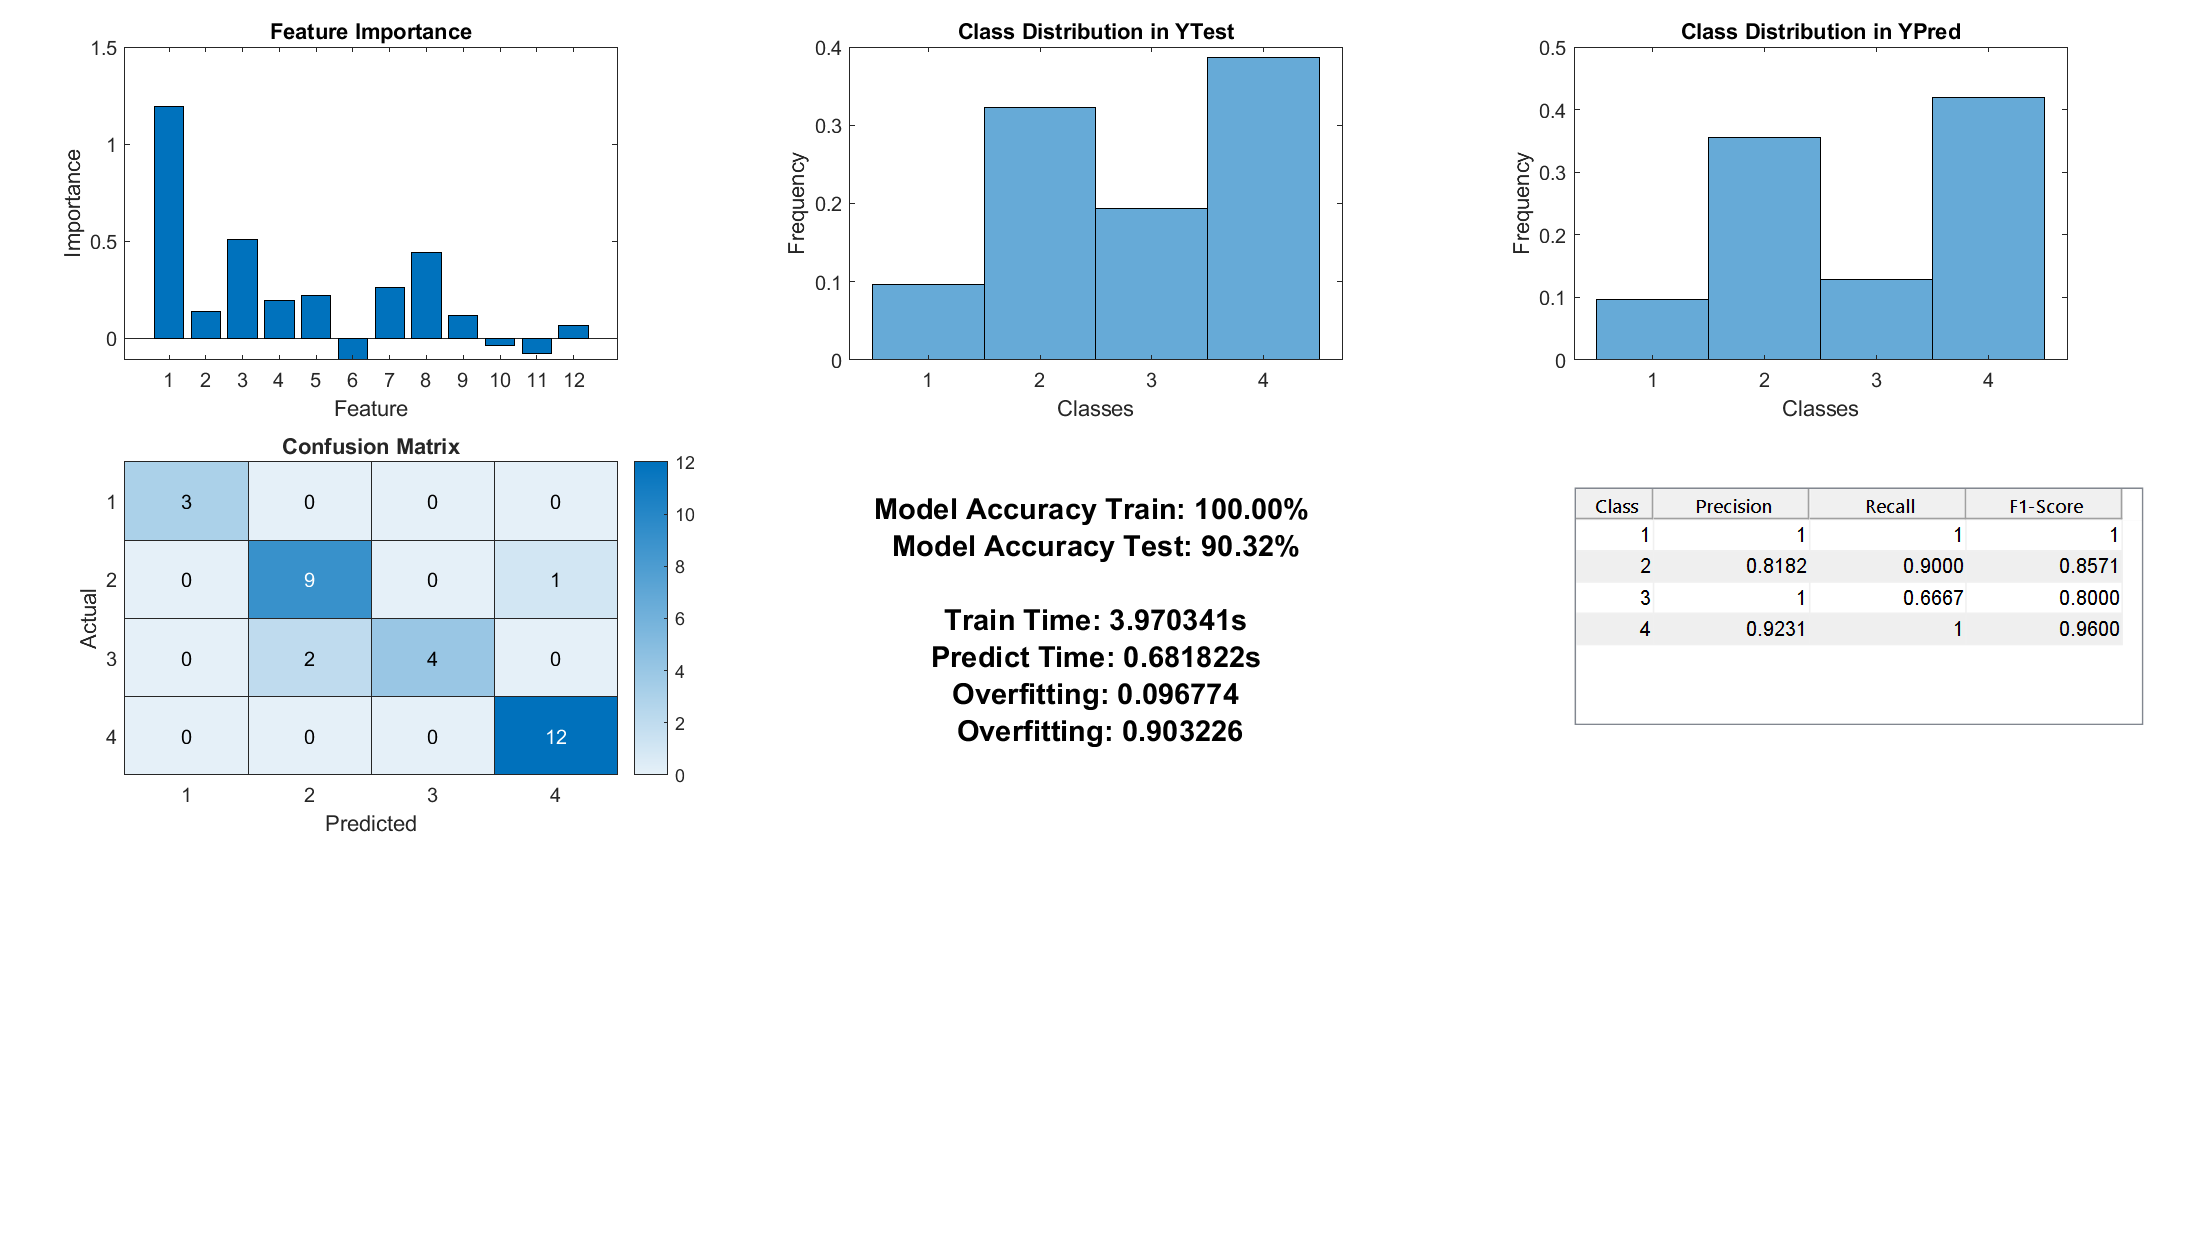 Feature Importance
1.5
1
0.5
0
Importance
1 2 3 4 5 6 7 8 9 10 11 12
Feature
Class Distribution in YTest
0.4
0.3
0.2
0.1
0
Frequency
1 2 3 4
Classes
Class Distribution in YPred
0.5
0.4
0.3
0.2
0.1
0
Frequency
1 2 3 4
Classes
Confusion Matrix
Actual
1 3 0 0 0
2 0 9 0 1
3 0 2 4 0
4 0 0 0 12
1 2 3 4
Predicted
12
10
8
6
4
2
0
Model Accuracy Train: 100.00%
Model Accuracy Test: 90.32%
Train Time: 3.970341s
Predict Time: 0.681822s
Overfitting: 0.096774
Overfitting: 0.903226
Class Precision Recall F1-Score
1 1 1 1
2 0.8182 0.9000 0.8571
3 1 0.6667 0.8000
4 0.9231 1 0.9600